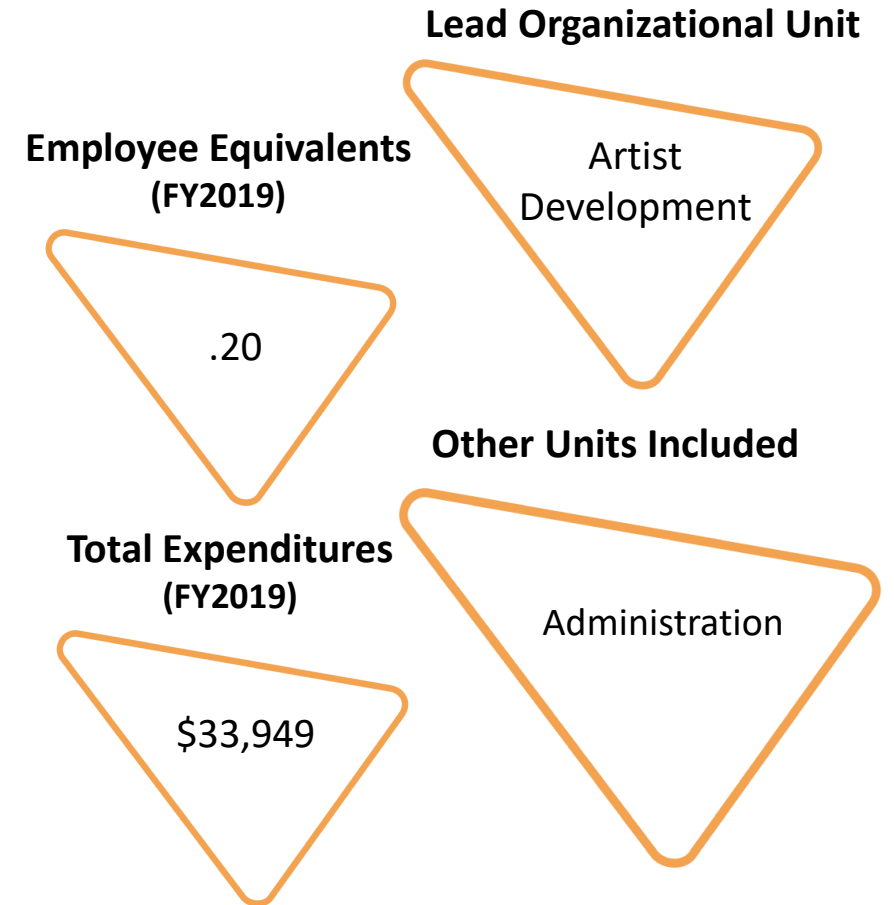 Lead Organizational Unit
Artist
Development
Employee Equivalents
(FY2019)
.20
Other Units Included
Administration
Total Expenditures
(FY2019)
$33,949